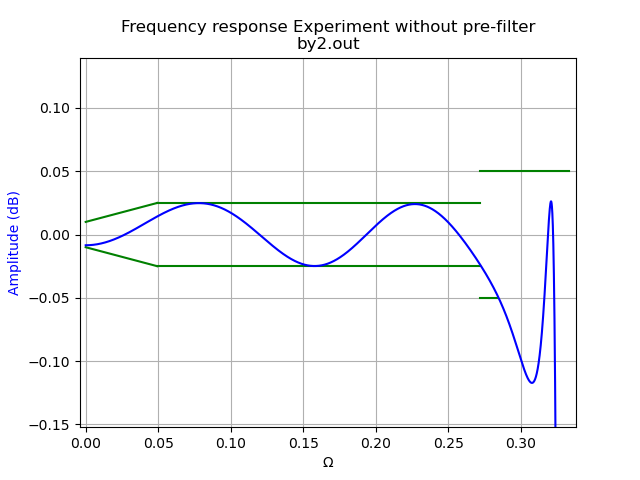 Frequency response Experiment without pre-filter
by2.out
Amplitude (dB)
0.10
0.05
0.00
−0.05
−0.10
−0.15
0.00 0.05 0.10 0.15 0.20 0.25 0.30
Ω